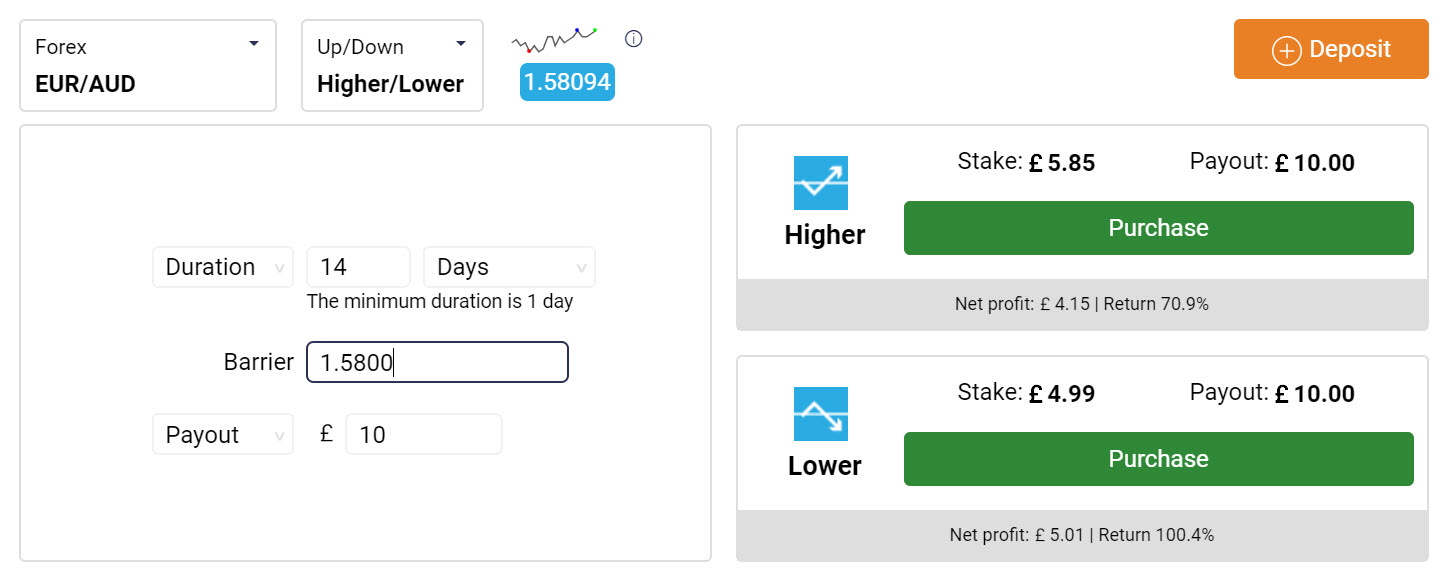 Forex
EUR/AUD
Up/Down
Higher/Lower
1.58094
Deposit
Duration 14 Days
The minimum duration is 1 day
Barrier 1.5800
Payout £ 10
Higher
Stake: £ 5.85 Payout: £ 10.00
Purchase
Net profit: £ 4.15 | Return 70.9%
Lower
Stake: £ 4.99 Payout: £ 10.00
Purchase
Net profit: £ 5.01 | Return 100.4%